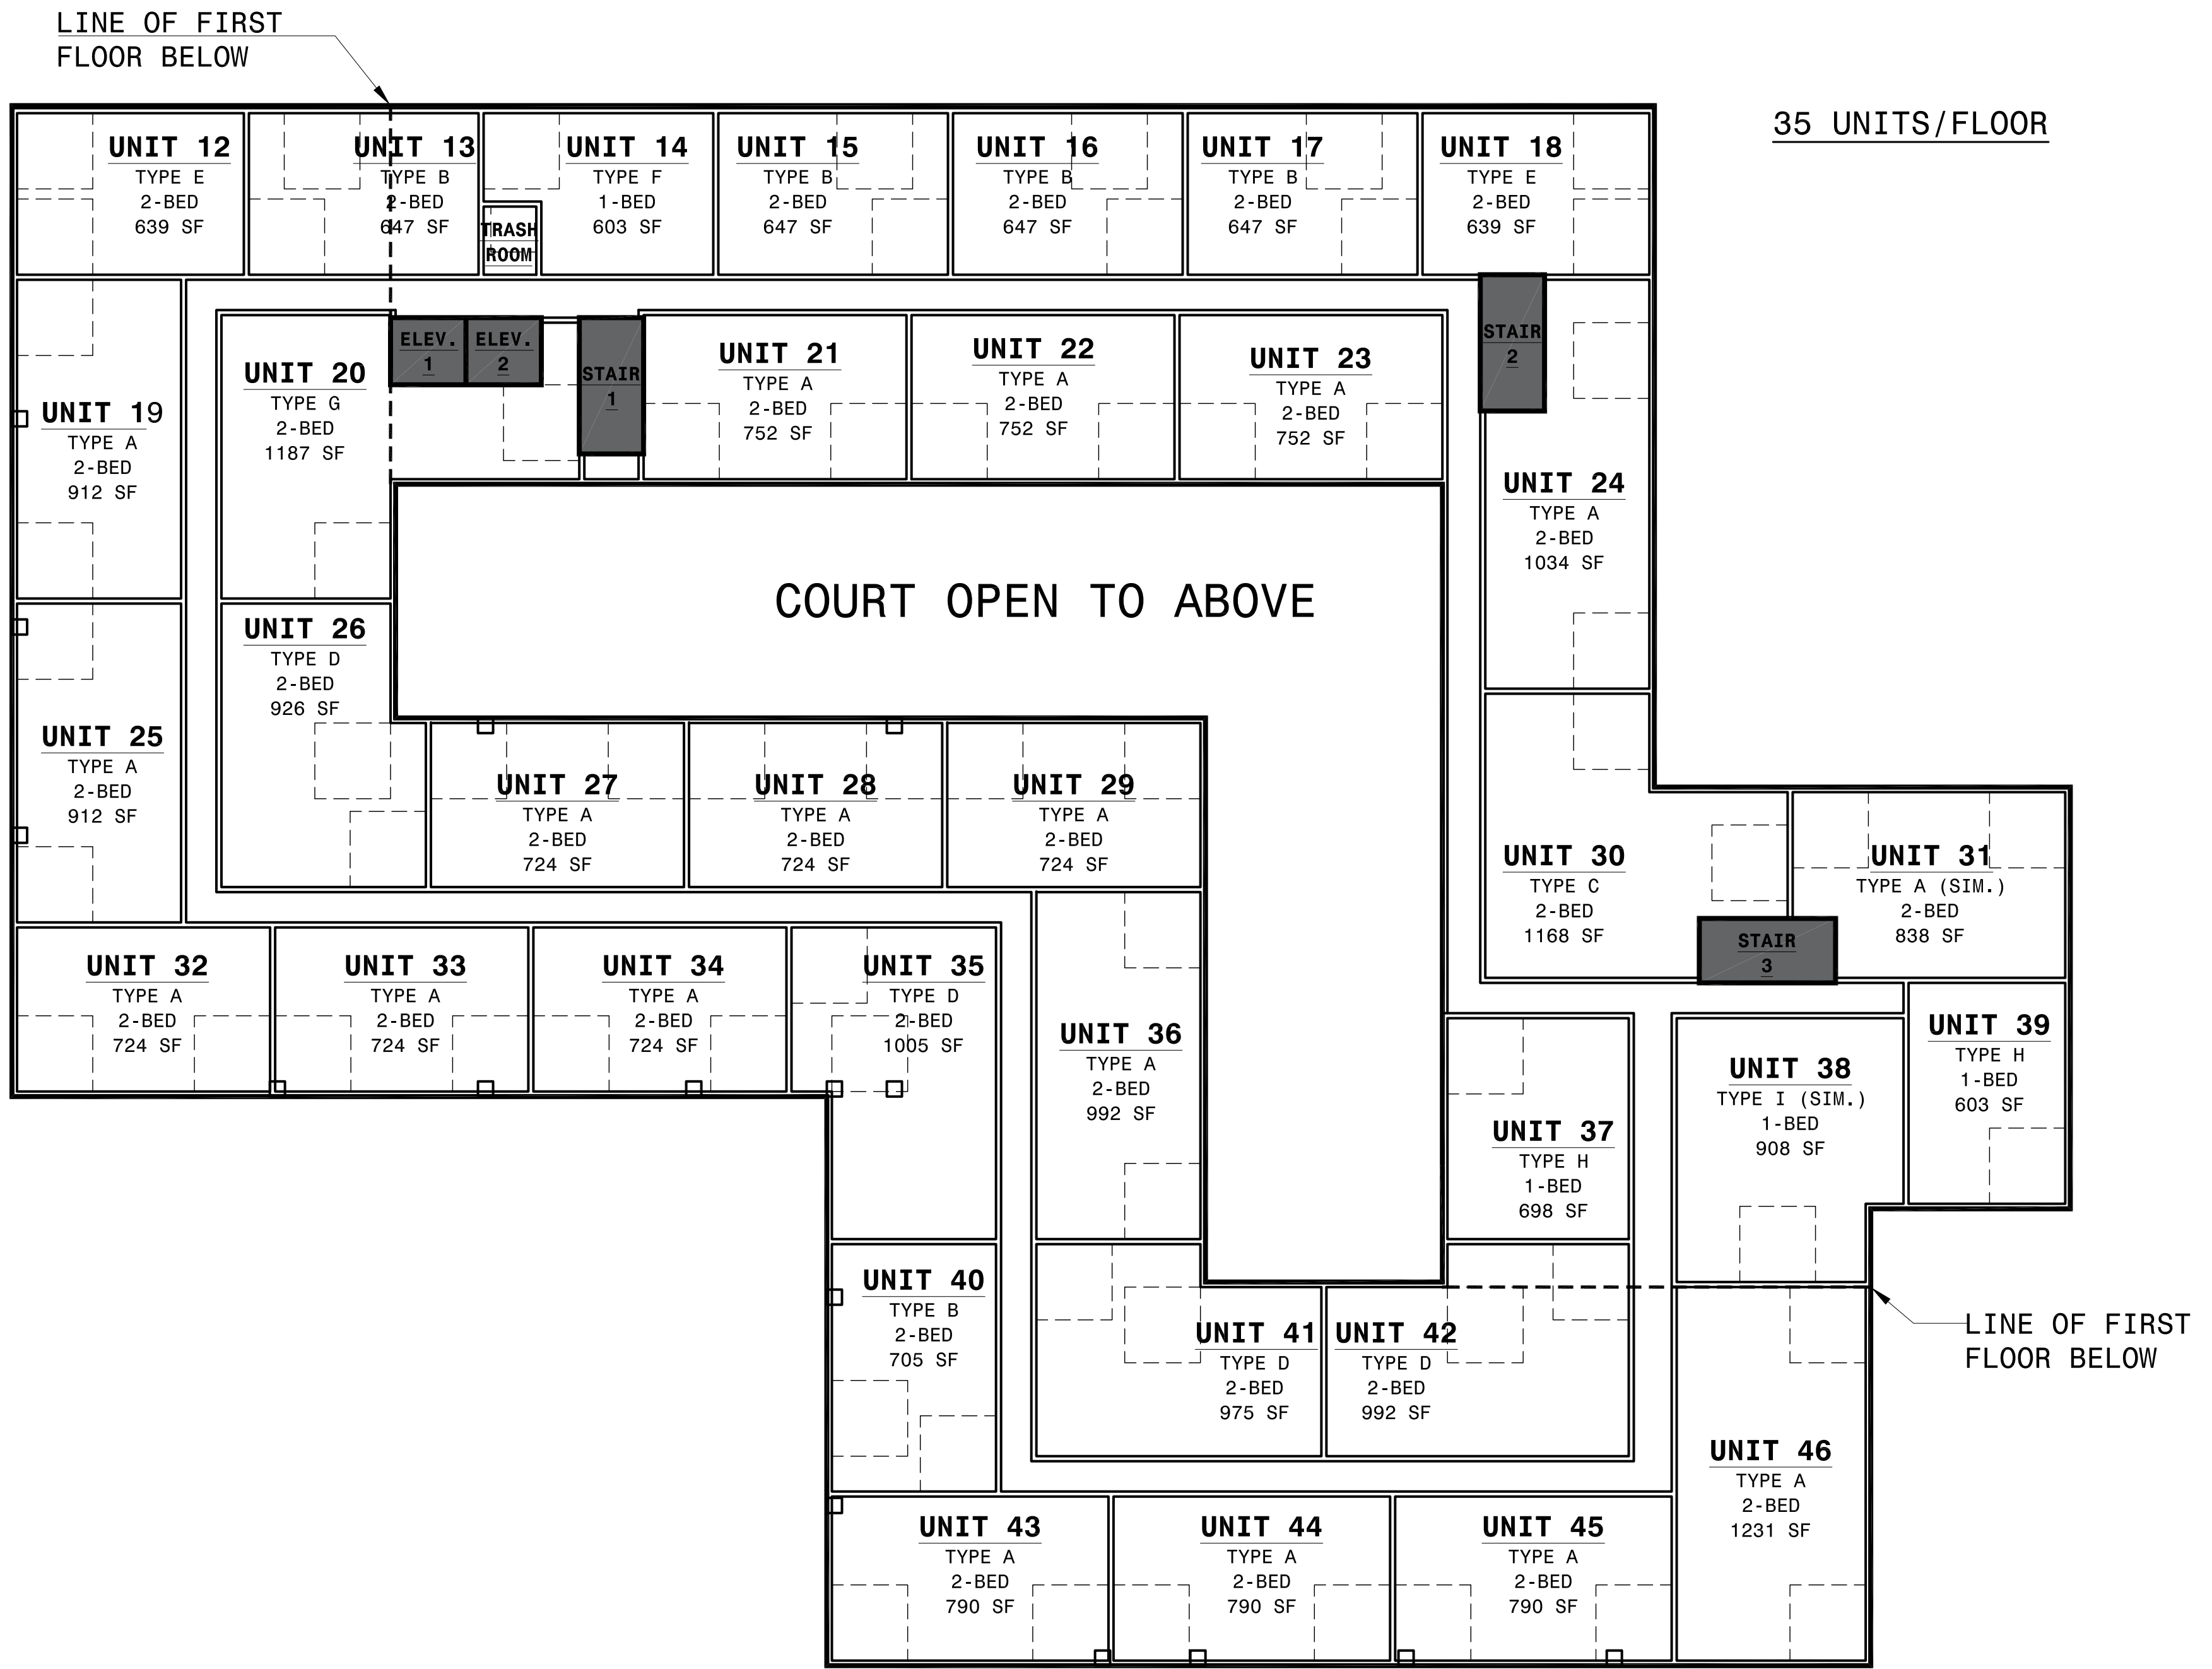 LINE OF FIRST
FLOOR BELOW
35 UNITS/FLOOR
UNIT 12
TYPE E
2-BED
639 SF
UNIT 13
TYPE B
2-BED
647 SF
UNIT 14
TYPE F
1-BED
603 SF
TRASH
ROOM
UNIT 15
TYPE B
2-BED
647 SF
UNIT 16
TYPE B
2-BED
647 SF
UNIT 17
TYPE B
2-BED
647 SF
UNIT 18
TYPE E
2-BED
639 SF
UNIT 19
TYPE A
2-BED
912 SF
UNIT 20
TYPE G
2-BED
1187 SF
ELEV.
1
ELEV.
2
STAIR
1
UNIT 21
TYPE A
2-BED
752 SF
UNIT 22
TYPE A
2-BED
752 SF
UNIT 23
TYPE A
2-BED
752 SF
STAIR
2
UNIT 24
TYPE A
2-BED
1034 SF
COURT OPEN TO ABOVE
UNIT 25
TYPE A
2-BED
912 SF
UNIT 26
TYPE D
2-BED
926 SF
UNIT 27
TYPE A
2-BED
724 SF
UNIT 28
TYPE A
2-BED
724 SF
UNIT 29
TYPE A
2-BED
724 SF
UNIT 30
TYPE C
2-BED
1168 SF
UNIT 31
TYPE A (SIM.)
2-BED
838 SF
STAIR
3
UNIT 32
TYPE A
2-BED
724 SF
UNIT 33
TYPE A
2-BED
724 SF
UNIT 34
TYPE A
2-BED
724 SF
UNIT 35
TYPE D
2-BED
1005 SF
UNIT 36
TYPE A
2-BED
992 SF
UNIT 37
TYPE H
1-BED
698 SF
UNIT 38
TYPE I (SIM.)
1-BED
908 SF
UNIT 39
TYPE H
1-BED
603 SF
UNIT 40
TYPE B
2-BED
705 SF
UNIT 41
TYPE D
2-BED
975 SF
UNIT 42
TYPE D
2-BED
992 SF
LINE OF FIRST
FLOOR BELOW
UNIT 43
TYPE A
2-BED
790 SF
UNIT 44
TYPE A
2-BED
790 SF
UNIT 45
TYPE A
2-BED
790 SF
UNIT 46
TYPE A
2-BED
1231 SF